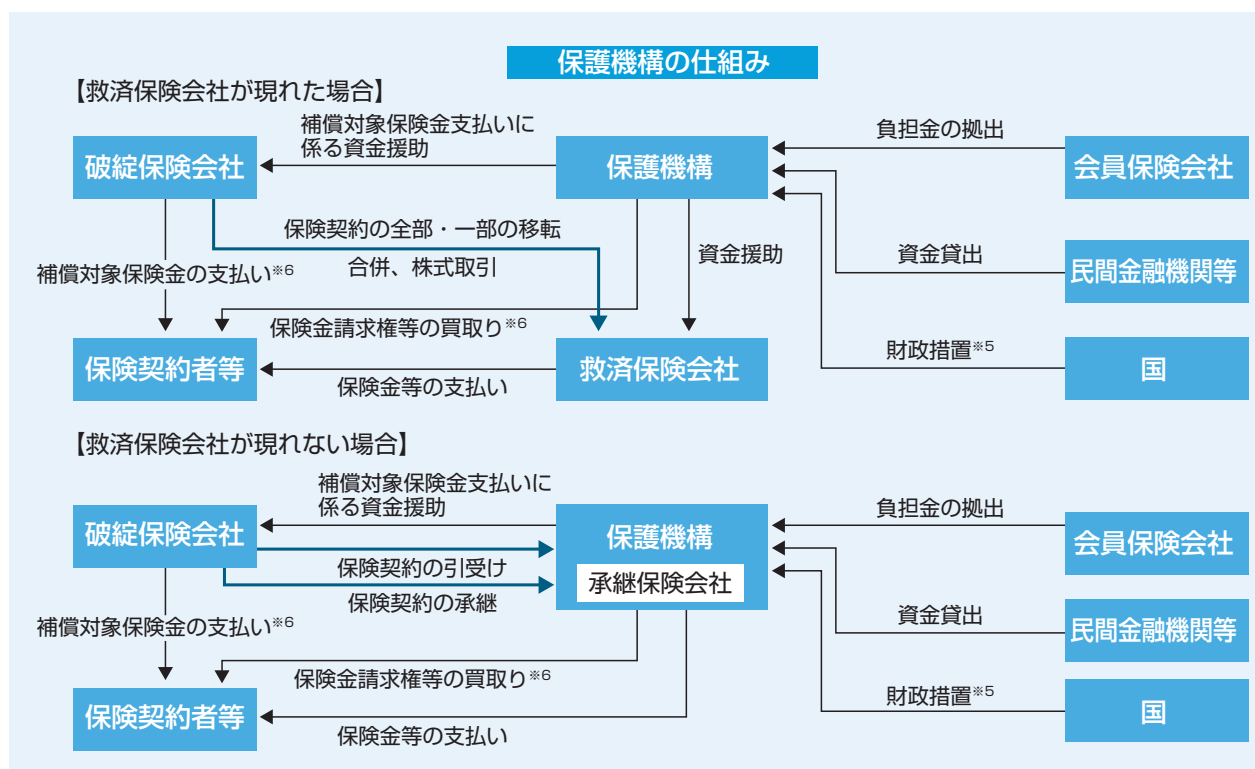 保護機構の仕組み
【救済保険会社が現れた場合】
補償対象保険金支払いに
係る資金援助
負担金の拠出
破綻保険会社
保護機構
会員保険会社
保険契約の全部・一部の移転
合併、株式取引
資金援助
資金貸出
民間金融機関等
補償対象保険金の支払い※6
保険金請求権等の買取り※6
財政措置※5
保険契約者等
救済保険会社
国
保険金等の支払い
【救済保険会社が現れない場合】
補償対象保険金支払いに
係る資金援助
負担金の拠出
破綻保険会社
保護機構
会員保険会社
保険契約の引受け
承継保険会社
保険契約の承継
資金貸出
補償対象保険金の支払い※6
民間金融機関等
保険金請求権等の買取り※6
財政措置※5
保険契約者等
国
保険金等の支払い